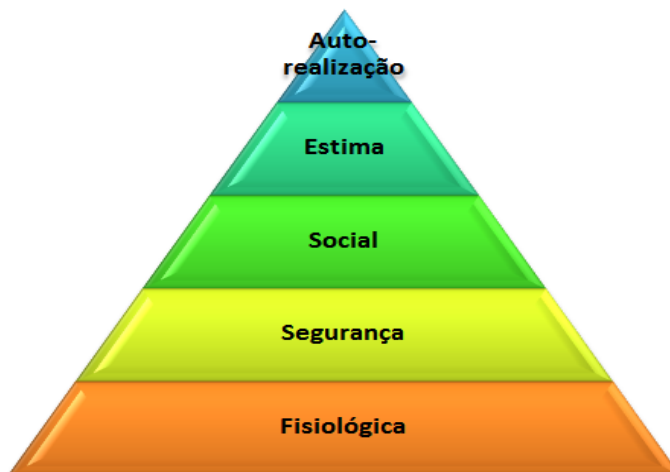 Auto-
realização
Estima
Social
Segurança
Fisiológica